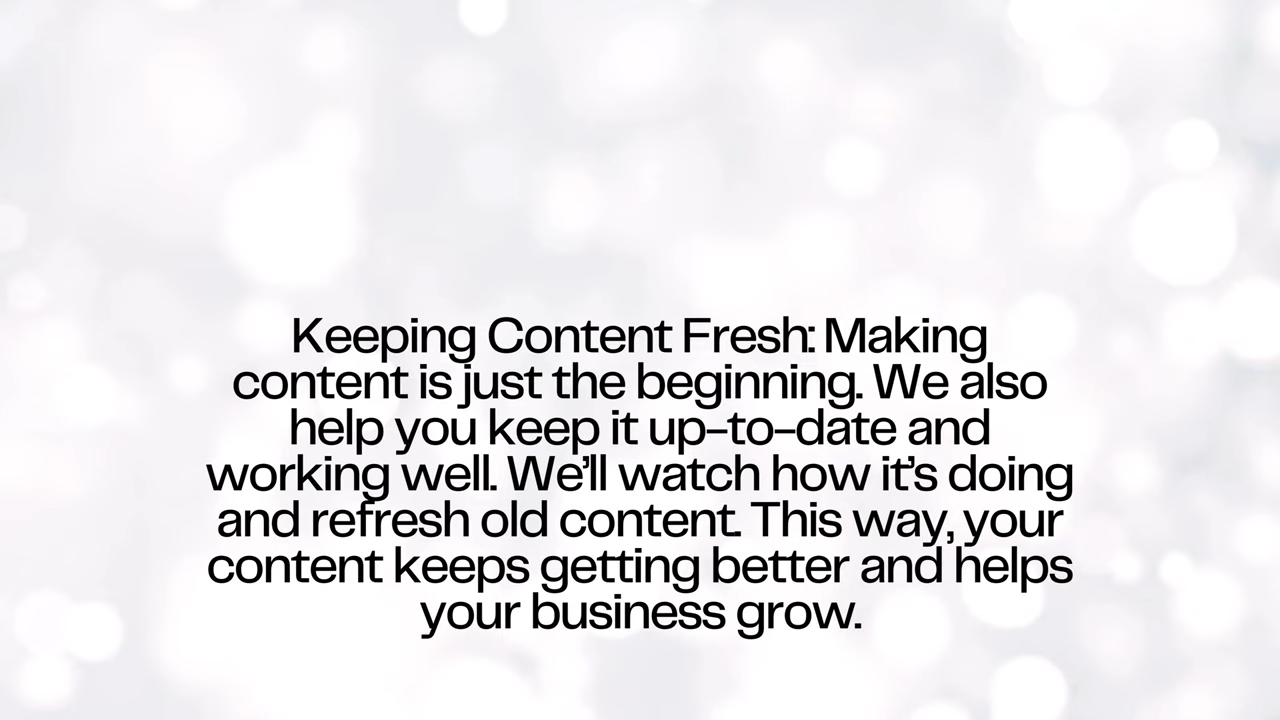 Keeping Content Fresh: Making
content is just the beginning. We also
help you keep it up-to-date and
working well. We'll watch how it's doing
and refresh old content. This way, your
content keeps getting better and helps
your business grow.